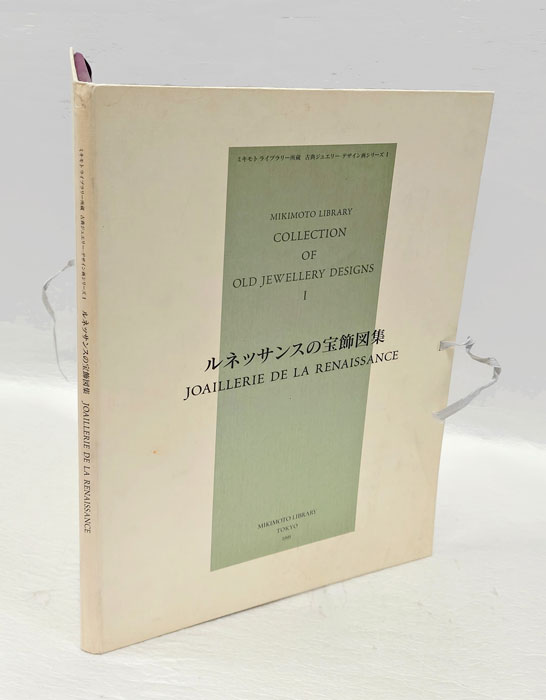 ミキモト・ライブラリー所蔵 古典ジュエリー・デザイン画シリーズ I
MIKIMOTO LIBRARY
COLLECTION
OF
OLD JEWELLERY DESIGNS
I
ルネッサンスの宝飾図集
JOAILLERIE DE LA RENAISSANCE
MIKIMOTO LIBRARY
TOKYO
ミキモト・ライブラリー所蔵 古典ジュエリー・デザイン画シリーズ I ルネッサンスの宝飾図集 JOAILLERIE DE LA RENAISSANCE